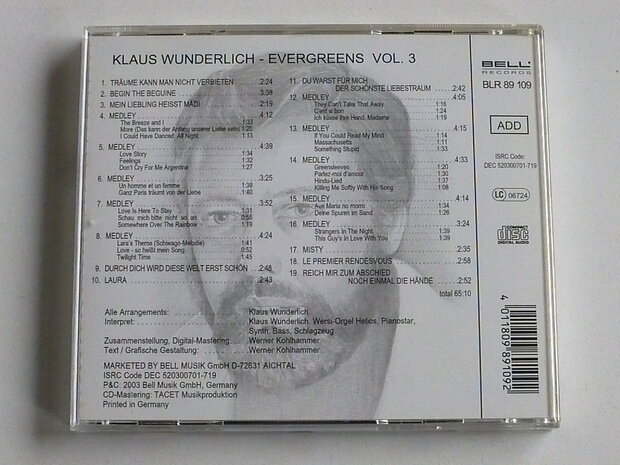 KLAUS WUNDERLICH - EVERGREENS VOL. 3
1. TRÄUME KANN MAN NICHT VERBIETEN 2:24
2. BEGIN THE BEGUINE 3:38
3. MEIN LIEBLING HEISST MÄDI 2:19
4. MEDLEY 4:39
The Breeze and I 1:33
More (Das kann der Anfang unserer Liebe sein) 1:20
I Could Have Danced All Night 1:13
5. MEDLEY 4:39
Love Story 1:34
Feelings 1:32
Don't Cry For Me Argentina 1:27
6. MEDLEY 3:25
Un homme et un femme 1:39
Ganz Paris träumt von der Liebe 1:40
7. MEDLEY 3:52
Love Is Here To Stay 1:31
Schau mich bitte nicht so an
Somewhere Over The Rainbow 1:19
8. MEDLEY 4:24
Lara's Theme (Schiwago-Melodie) 1:41
Love - so heißt mein Song 0:52
Twilight Time 1:45
9. DURCH DICH WIRD DIESE WELT ERST SCHÖN 2:48
10. LAURA 2:43
11. DU WARST FÜR MICH
DER SCHÖNSTE LIEBESTRAUM 2:42
12. MEDLEY 4:05
They Can't Take That Away 1:16
C'est si bon 1:24
Ich küsse ihre Hand, Madame 1:19
13. MEDLEY 4:15
If You Could Read My Mind 1:14
Massachusetts 1:11
Something Stupid 1:33
14. MEDLEY 4:33
Greensleeves 1:20
Parlez-moi d'amour 1:30
Hindu-Lied 1:37
Killing Me Softly With His Song
15. MEDLEY 4:14
Ave Maria no morro 2:19
Deine Spuren im Sand 1:26
16. MEDLEY 3:24
Strangers In The Night 1:39
This Guy's In Love With You 1:39
17. MISTY 2:35
18. LE PREMIER RENDESVOUS 2:58
19. REICH MIR ZUM ABSCHIED
NOCH EINMAL DIE HÄNDE 2:52
total 65:10
Alle Arrangements: Klaus Wunderlich
Interpret: Klaus Wunderlich, Wersi-Orgel Helios, Pianostar,
Synth. Bass, Schlagzeug
Zusammenstellung, Digital-Mastering Werner Kohlhammer
Text / Grafische Gestaltung: Werner Kohlhammer
MARKETED BY BELL MUSIK GmbH D-72631 AICHTAL
ISRC Code DEC 520300701-719
P&C: 2003 Bell Musik GmbH, Germany
CD-Mastering: TACET Musikproduktion
Printed in Germany
BELL
RECORDS
BLR 89 109
ADD
ISRC Code:
DEC 520300701-719
LC 06724
COMPACT
disc
DIGITAL AUDIO
4 011809 891092